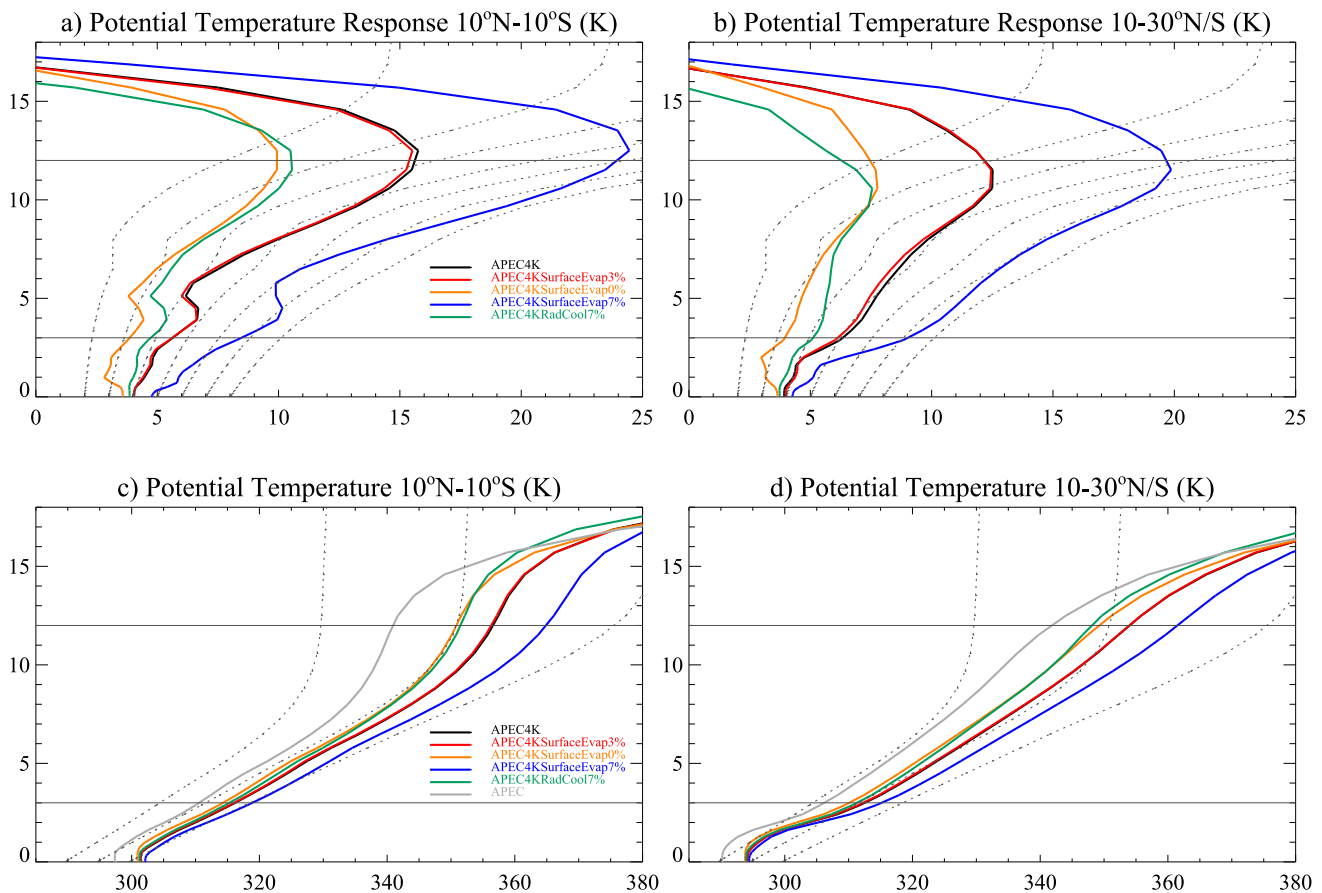 a) Potential Temperature Response 10°N-10°S (K)
15
10
5
0
0 5 10 15 20 25
APEC4K
APEC4KSurfaceEvap3%
APEC4KSurfaceEvap0%
APEC4KSurfaceEvap7%
APEC4KRadCool7%
b) Potential Temperature Response 10-30°N/S (K)
15
10
5
0
0 5 10 15 20 25
c) Potential Temperature 10°N-10°S (K)
15
10
5
0
300 320 340 360 380
APEC4K
APEC4KSurfaceEvap3%
APEC4KSurfaceEvap0%
APEC4KSurfaceEvap7%
APEC4KRadCool7%
APEC
d) Potential Temperature 10-30°N/S (K)
15
10
5
0
300 320 340 360 380